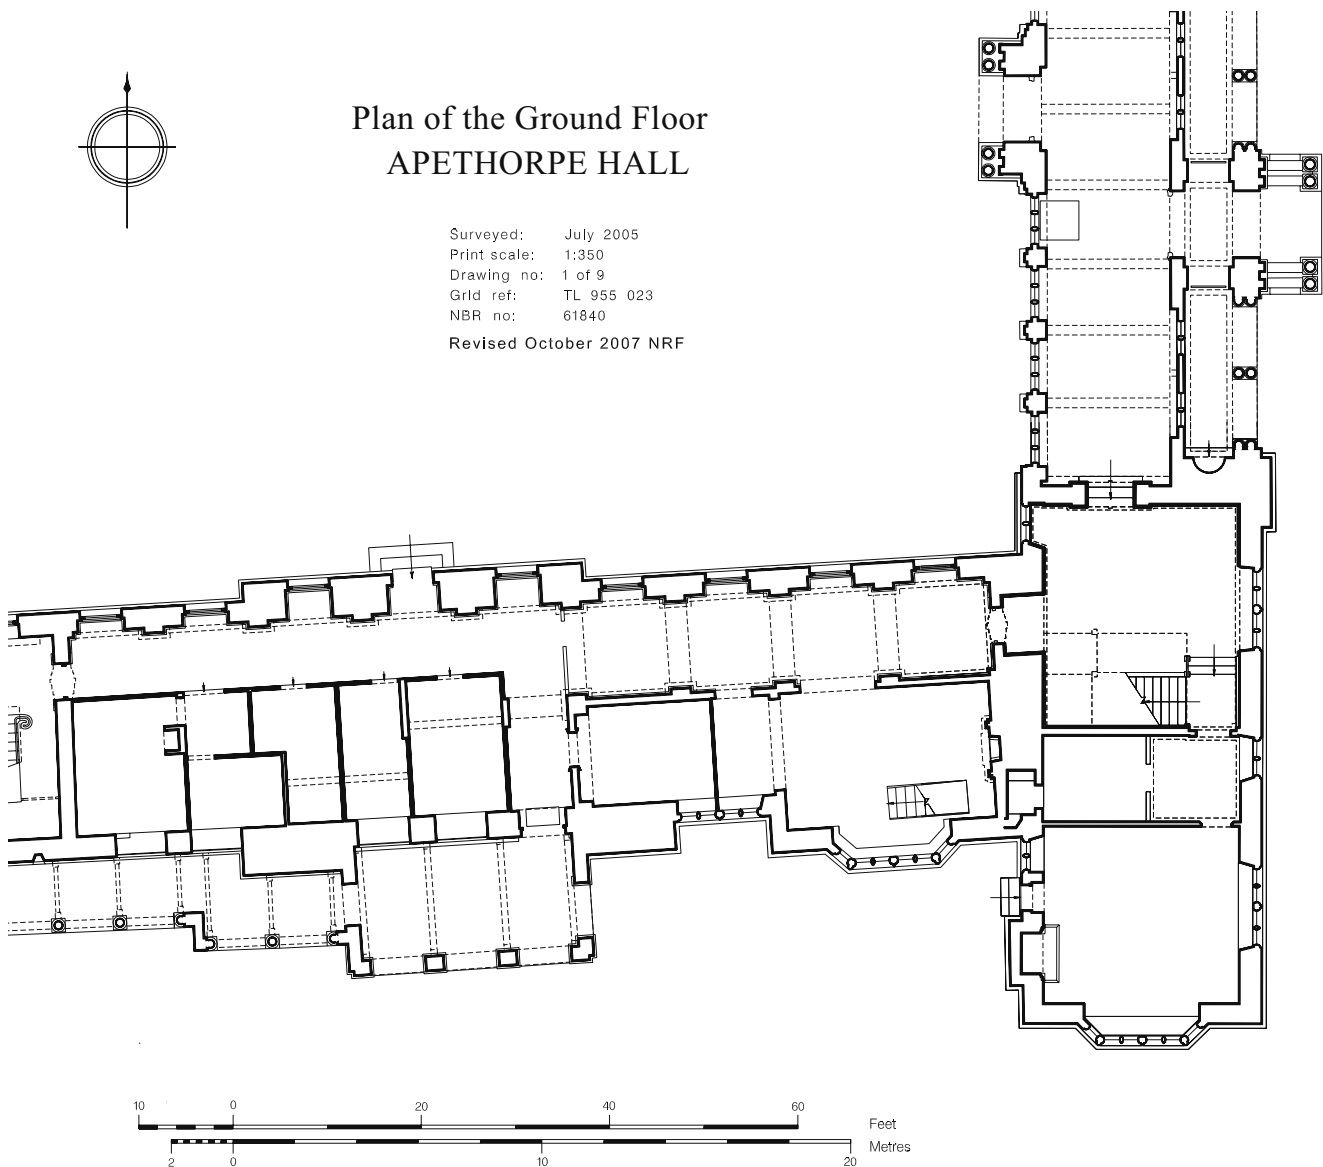 Plan of the Ground Floor
APETHORPE HALL
Surveyed: July 2005
Print scale: 1:350
Drawing no: 1 of 9
Grid ref: TL 955 023
NBR no: 61840
Revised October 2007 NRF
10 0 20 40 60
Feet
Metres
2 0 10 20